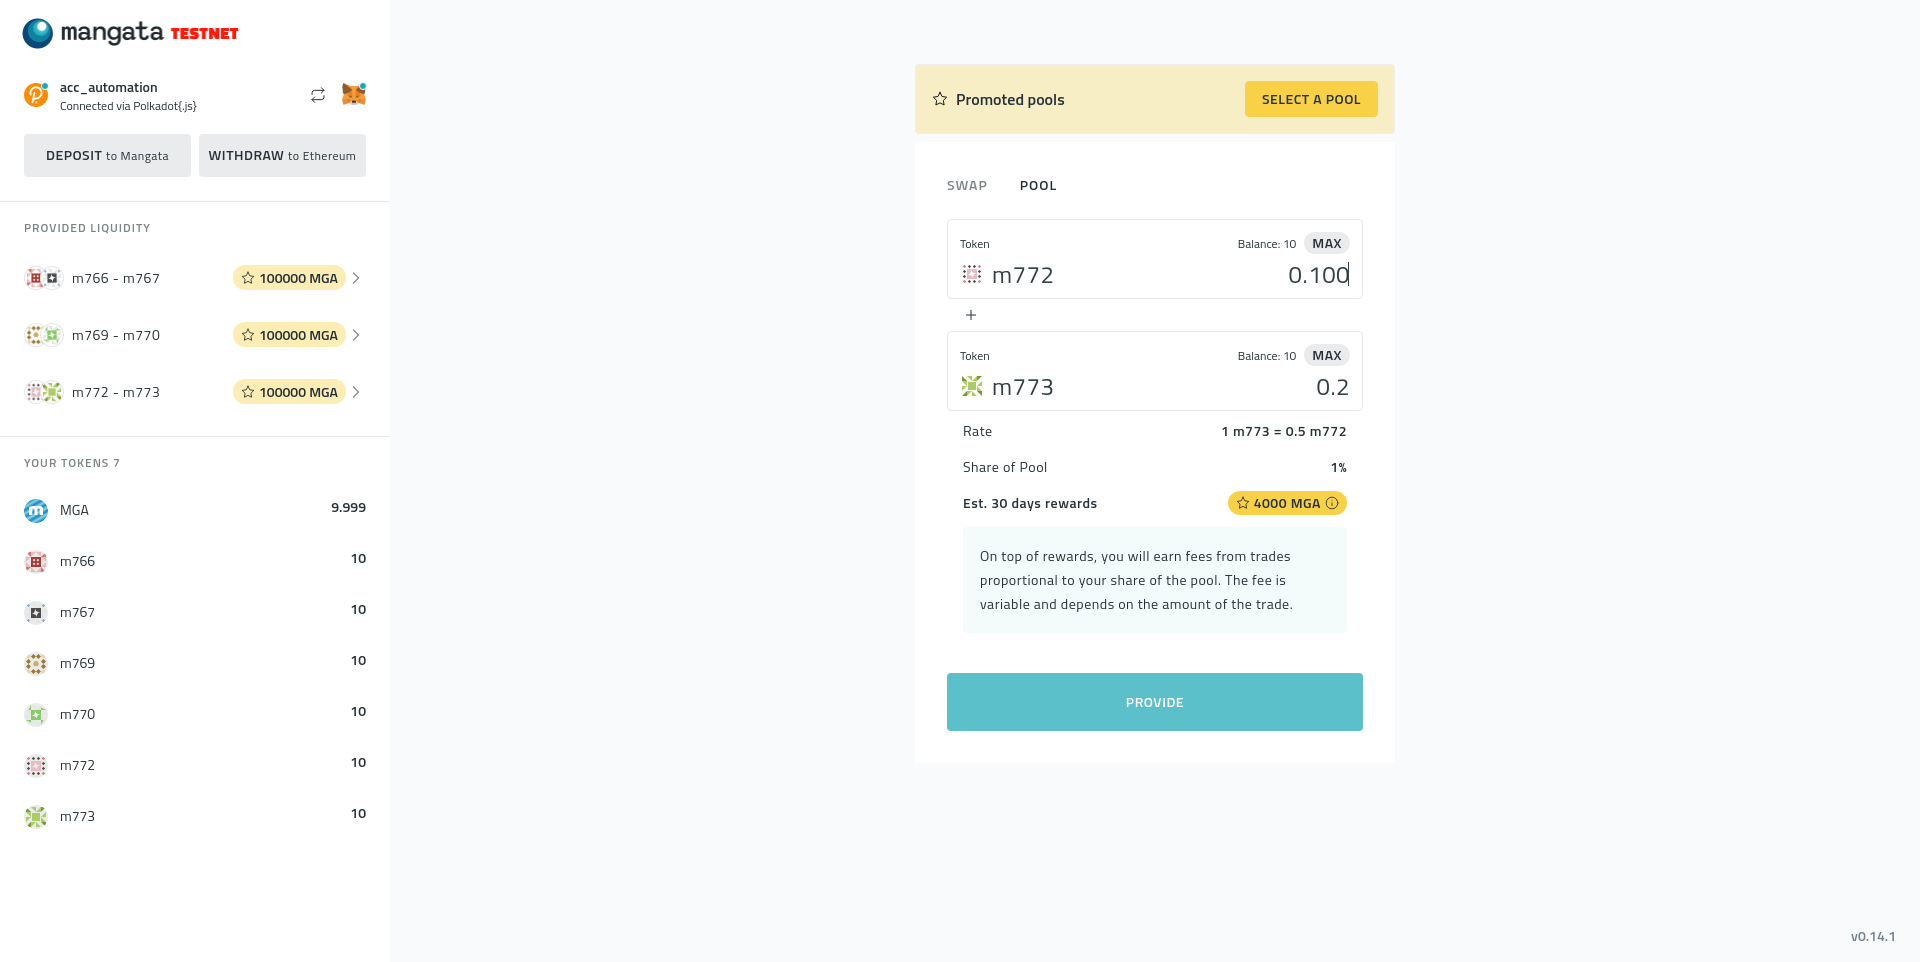 mangata TESTNET
acc_automation
Connected via Polkadot{.js}
DEPOSIT to Mangata
WITHDRAW to Ethereum
PROVIDED LIQUIDITY
m766 - m767 100000 MGA
m769 - m770 100000 MGA
m772 - m773 100000 MGA
YOUR TOKENS 7
MGA 9.999
m766 10
m767 10
m769 10
m770 10
m772 10
m773 10
Promoted pools SELECT A POOL
SWAP POOL
Token Balance: 10 MAX
m772 0.100
+
Token Balance: 10 MAX
m773 0.2
Rate 1 m773 = 0.5 m772
Share of Pool 1%
Est. 30 days rewards 4000 MGA
On top of rewards, you will earn fees from trades
proportional to your share of the pool. The fee is
variable and depends on the amount of the trade.
PROVIDE
v0.14.1